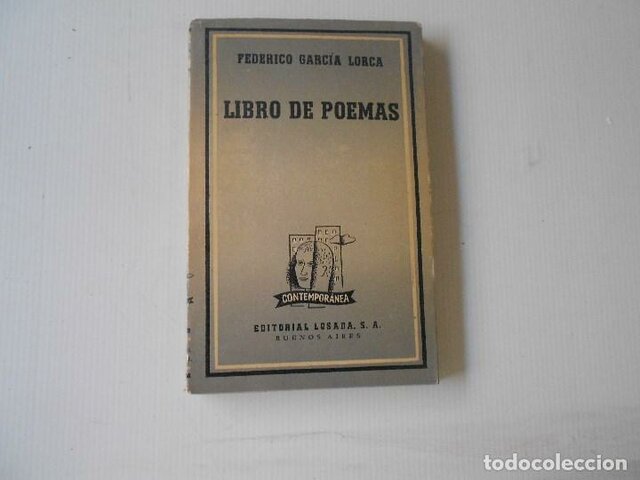 FEDERICO GARCÍA LORCA
LIBRO DE POEMAS
CONTEMPORÁNEA
EDITORIAL LOSADA, S. A.
BUENOS AIRES
todocoleccion